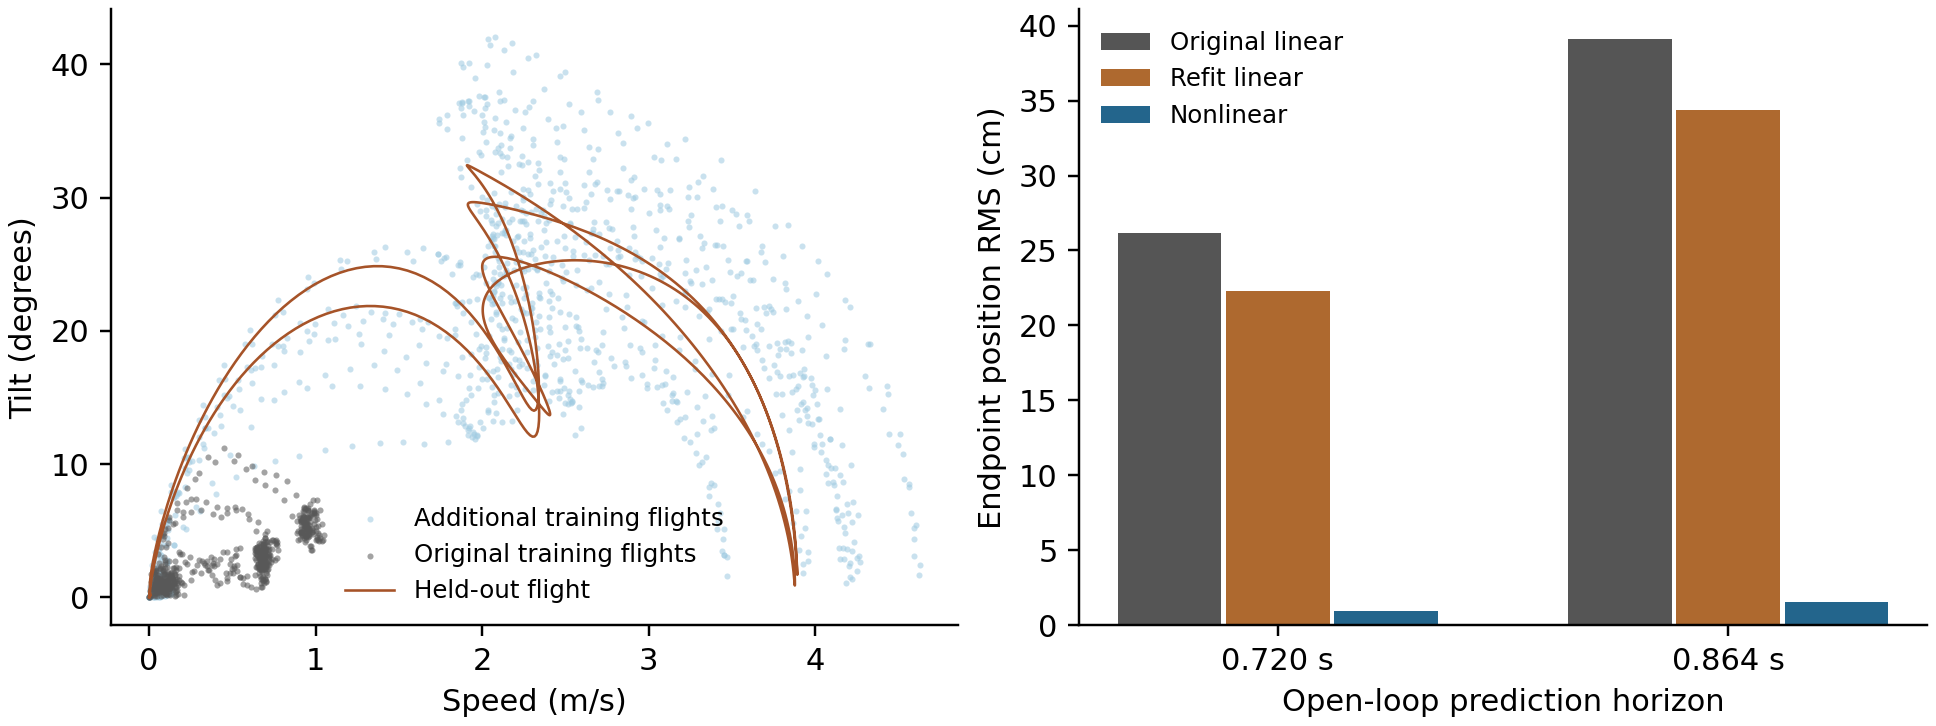 40
30
20
10
0
Tilt (degrees)
Additional training flights
Original training flights
Held-out flight
0 1 2 3 4
Speed (m/s)
40
35
30
25
20
15
10
5
0
Endpoint position RMS (cm)
Original linear
Refit linear
Nonlinear
0.720 s 0.864 s
Open-loop prediction horizon